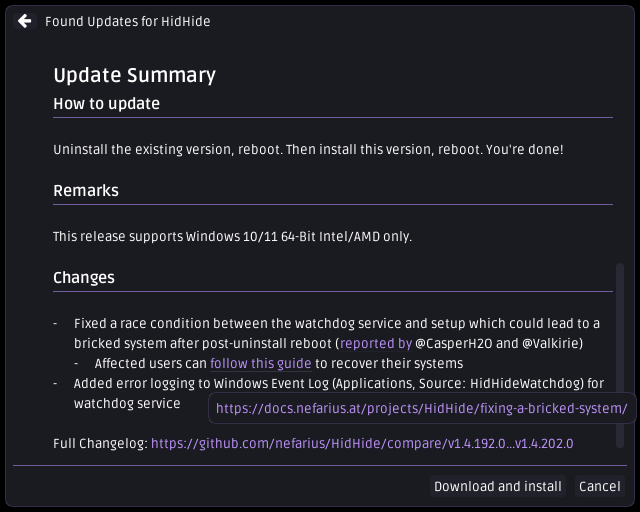 Found Updates for HidHide
Update Summary
How to update
Uninstall the existing version, reboot. Then install this version, reboot. You're done!
Remarks
This release supports Windows 10/11 64-Bit Intel/AMD only.
Changes
- Fixed a race condition between the watchdog service and setup which could lead to a
bricked system after post-uninstall reboot (reported by @CasperH2O and @Valkirie)
- Affected users can follow this guide to recover their systems
- Added error logging to Windows Event Log (Applications, Source: HidHideWatchdog) for
watchdog service
https://docs.nefarius.at/projects/HidHide/fixing-a-bricked-system/
Full Changelog: https://github.com/nefarius/HidHide/compare/v1.4.192.0...v1.4.202.0
Download and install Cancel